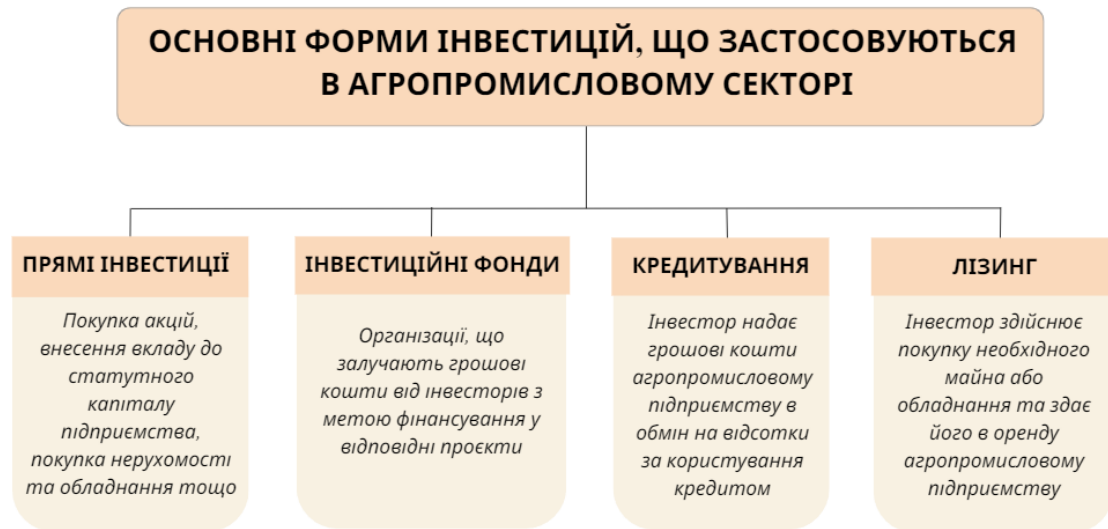 ОСНОВНІ ФОРМИ ІНВЕСТИЦІЙ, ЩО ЗАСТОСОВУЮТЬСЯ
В АГРОПРОМИСЛОВОМУ СЕКТОРІ
ПРЯМІ ІНВЕСТИЦІЇ
Покупка акцій,
внесення вкладу до
статутного
капіталу
підприємства,
покупка нерухомості
та обладнання тощо
ІНВЕСТИЦІЙНІ ФОНДИ
Організації, що
залучають грошові
кошти від інвесторів з
метою фінансування у
відповідні проєкти
КРЕДИТУВАННЯ
Інвестор надає
грошові кошти
агропромисловому
підприємству в
обмін на відсотки
за користування
кредитом
ЛІЗИНГ
Інвестор здійснює
покупку необхідного
майна або
обладнання та здає
його в оренду
агропромисловому
підприємству